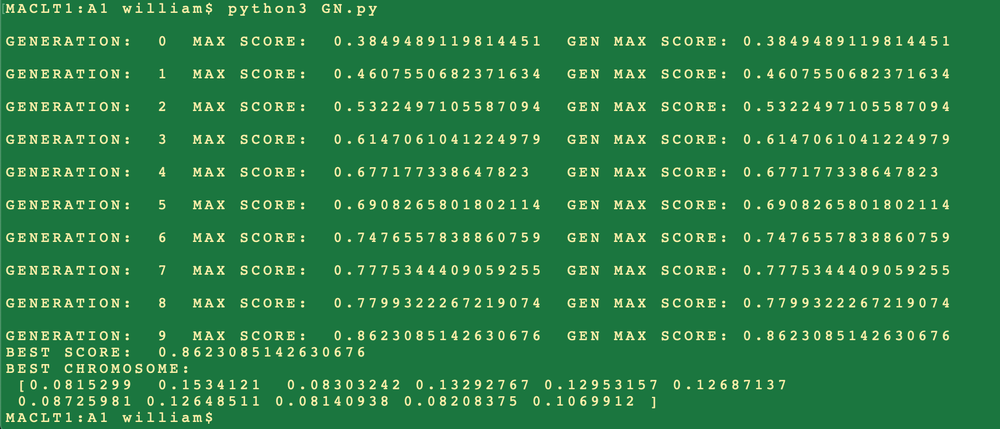 MACLT1:A1 william$ python3 GN.py
GENERATION: 0 MAX SCORE: 0.3849489119814451 GEN MAX SCORE: 0.3849489119814451
GENERATION: 1 MAX SCORE: 0.4607550682371634 GEN MAX SCORE: 0.4607550682371634
GENERATION: 2 MAX SCORE: 0.5322497105587094 GEN MAX SCORE: 0.5322497105587094
GENERATION: 3 MAX SCORE: 0.6147061041224979 GEN MAX SCORE: 0.6147061041224979
GENERATION: 4 MAX SCORE: 0.677177338647823 GEN MAX SCORE: 0.677177338647823
GENERATION: 5 MAX SCORE: 0.6908265801802114 GEN MAX SCORE: 0.6908265801802114
GENERATION: 6 MAX SCORE: 0.7476557838860759 GEN MAX SCORE: 0.7476557838860759
GENERATION: 7 MAX SCORE: 0.7775344409059255 GEN MAX SCORE: 0.7775344409059255
GENERATION: 8 MAX SCORE: 0.7799322267219074 GEN MAX SCORE: 0.7799322267219074
GENERATION: 9 MAX SCORE: 0.8623085142630676 GEN MAX SCORE: 0.8623085142630676
BEST SCORE: 0.8623085142630676
BEST CHROMOSOME:
[0.0815299 0.1534121 0.08303242 0.13292767 0.12953157 0.12687137
0.08725981 0.12648511 0.08140938 0.08208375 0.1069912 ]
MACLT1:A1 william$